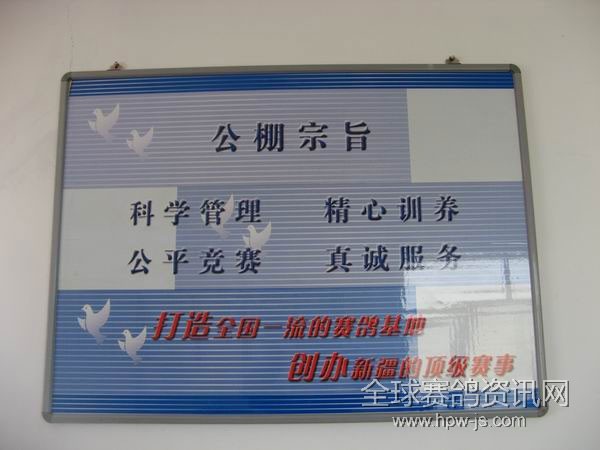 公棚宗旨
科学管理 精心训养
公平竞赛 真诚服务
打造全国一流的赛鸽基地
创办新疆的顶级赛事
全球赛鸽资讯网
www.hpw-js.com